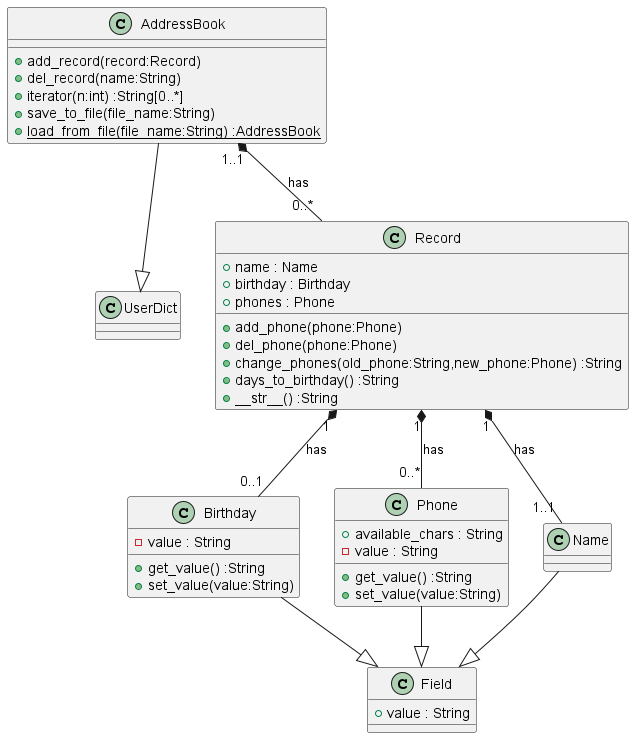 C AddressBook
add_record(record:Record)
del_record(name:String)
iterator(n:int) :String[0..*]
save_to_file(file_name:String)
load_from_file(file_name:String) :AddressBook
1..1
has
0..*
C Record
name : Name
birthday : Birthday
phones : Phone
add_phone(phone:Phone)
del_phone(phone:Phone)
change_phones(old_phone:String,new_phone:Phone) :String
days_to_birthday() :String
__str__() :String
C UserDict
1
1
1
has
has
has
0..1
0..*
1..1
C Birthday
value : String
get_value() :String
set_value(value:String)
C Phone
available_chars : String
value : String
get_value() :String
set_value(value:String)
C Name
C Field
value : String